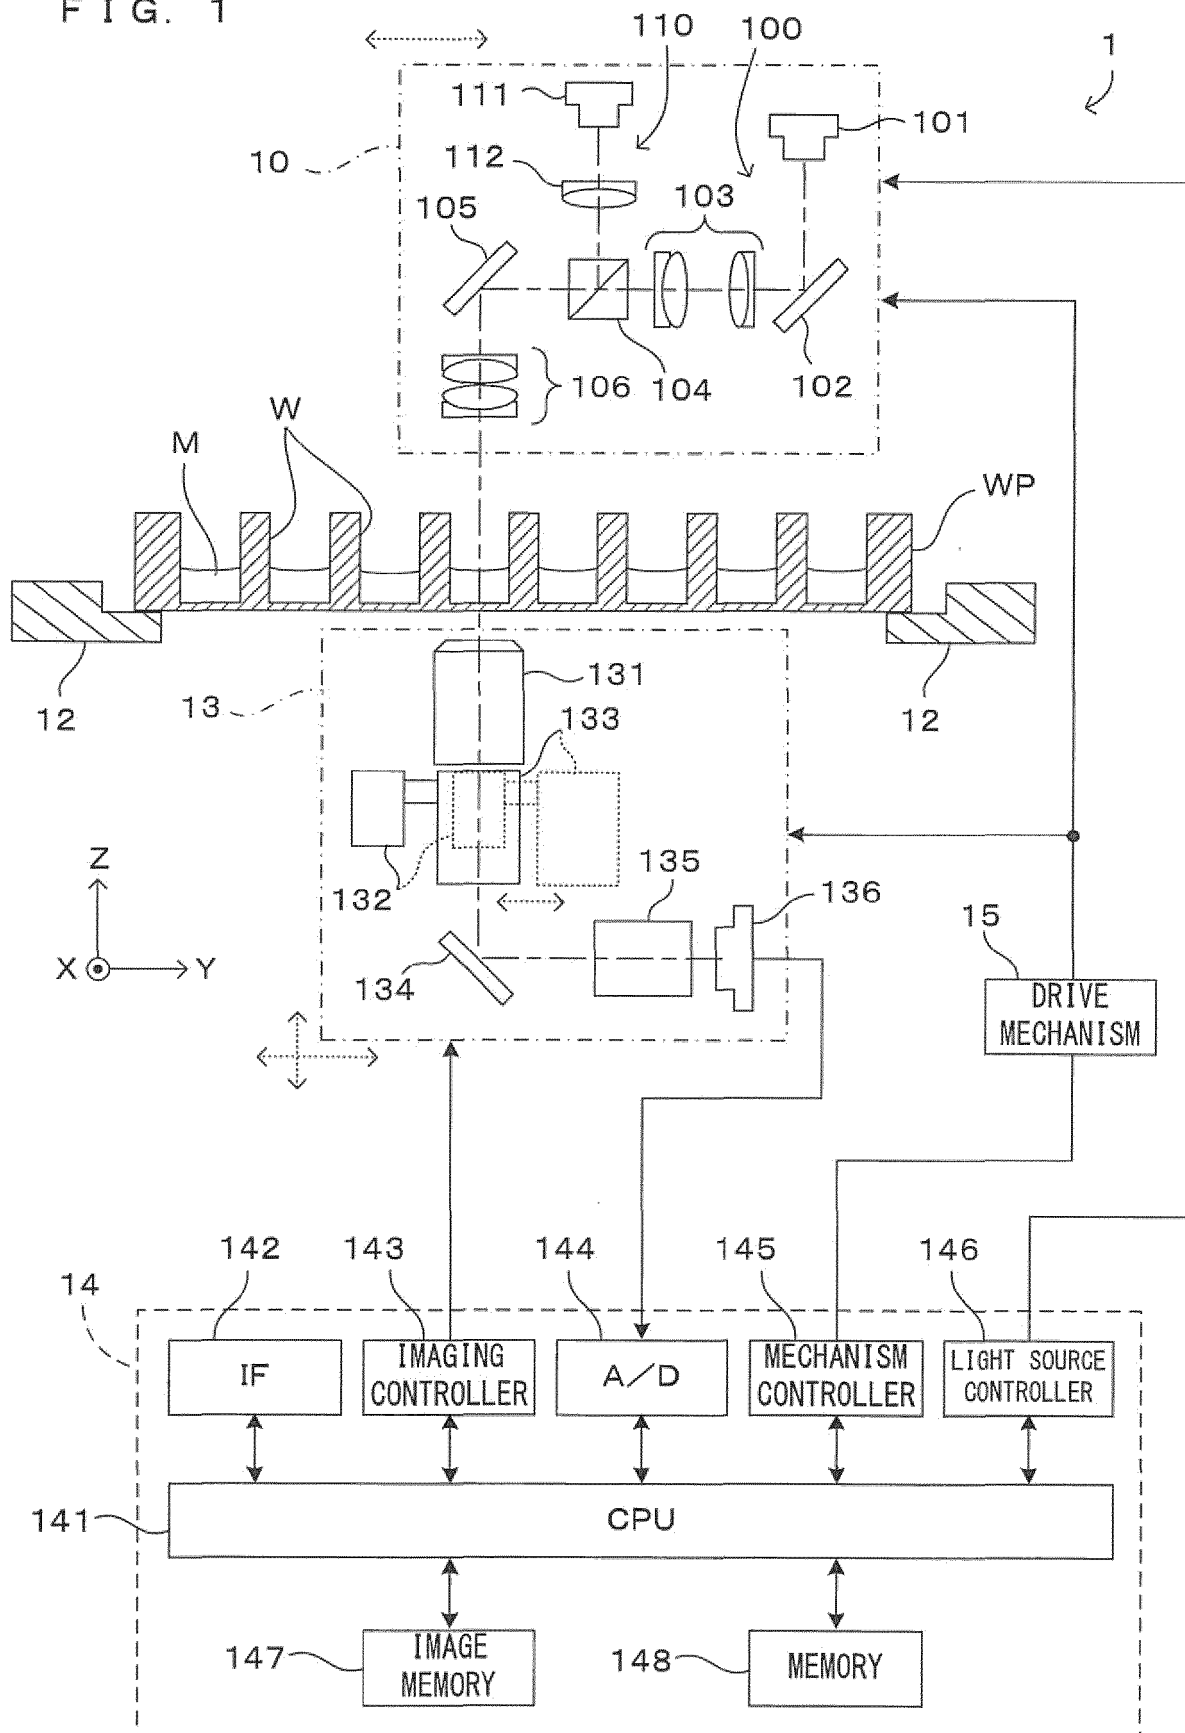 FIG. 1
110
100
1
111
101
10
112
103
105
106
104
102
W
M
WP
131
13
12
12
133
132
135
136
Z
X
Y
134
15
DRIVE
MECHANISM
142
143
144
145
146
14
IF
IMAGING
CONTROLLER
A/D
MECHANISM
CONTROLLER
LIGHT SOURCE
CONTROLLER
141
CPU
147
IMAGE
MEMORY
148
MEMORY